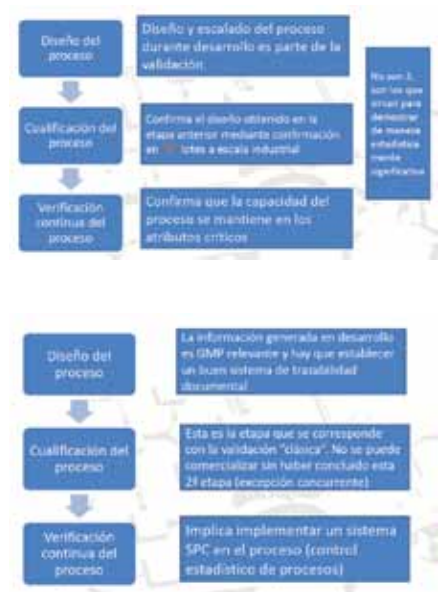 Diseño del
proceso
Diseño y escalado del proceso
durante desarrollo es parte de la
validación
Cualificación del
proceso
Confirma el diseño obtenido en la
etapa anterior mediante confirmación
en lotes a escala industrial
No son 3,
son los que
sirvan para
demostrar
de manera
estadística
mente
significativa
Verificación
continua del
proceso
Confirma que la capacidad del
proceso se mantiene en los
atributos críticos
Diseño del
proceso
La información generada en desarrollo
es GMP relevante y hay que establecer
un buen sistema de trazabilidad
documental
Cualificación del
proceso
Esta es la etapa que se corresponde
con la validación "clásica". No se puede
comercializar sin haber concluido esta
2ª etapa (excepción concurrente)
Verificación
continua del
proceso
Implica implementar un sistema
SPC en el proceso (control
estadístico de procesos)